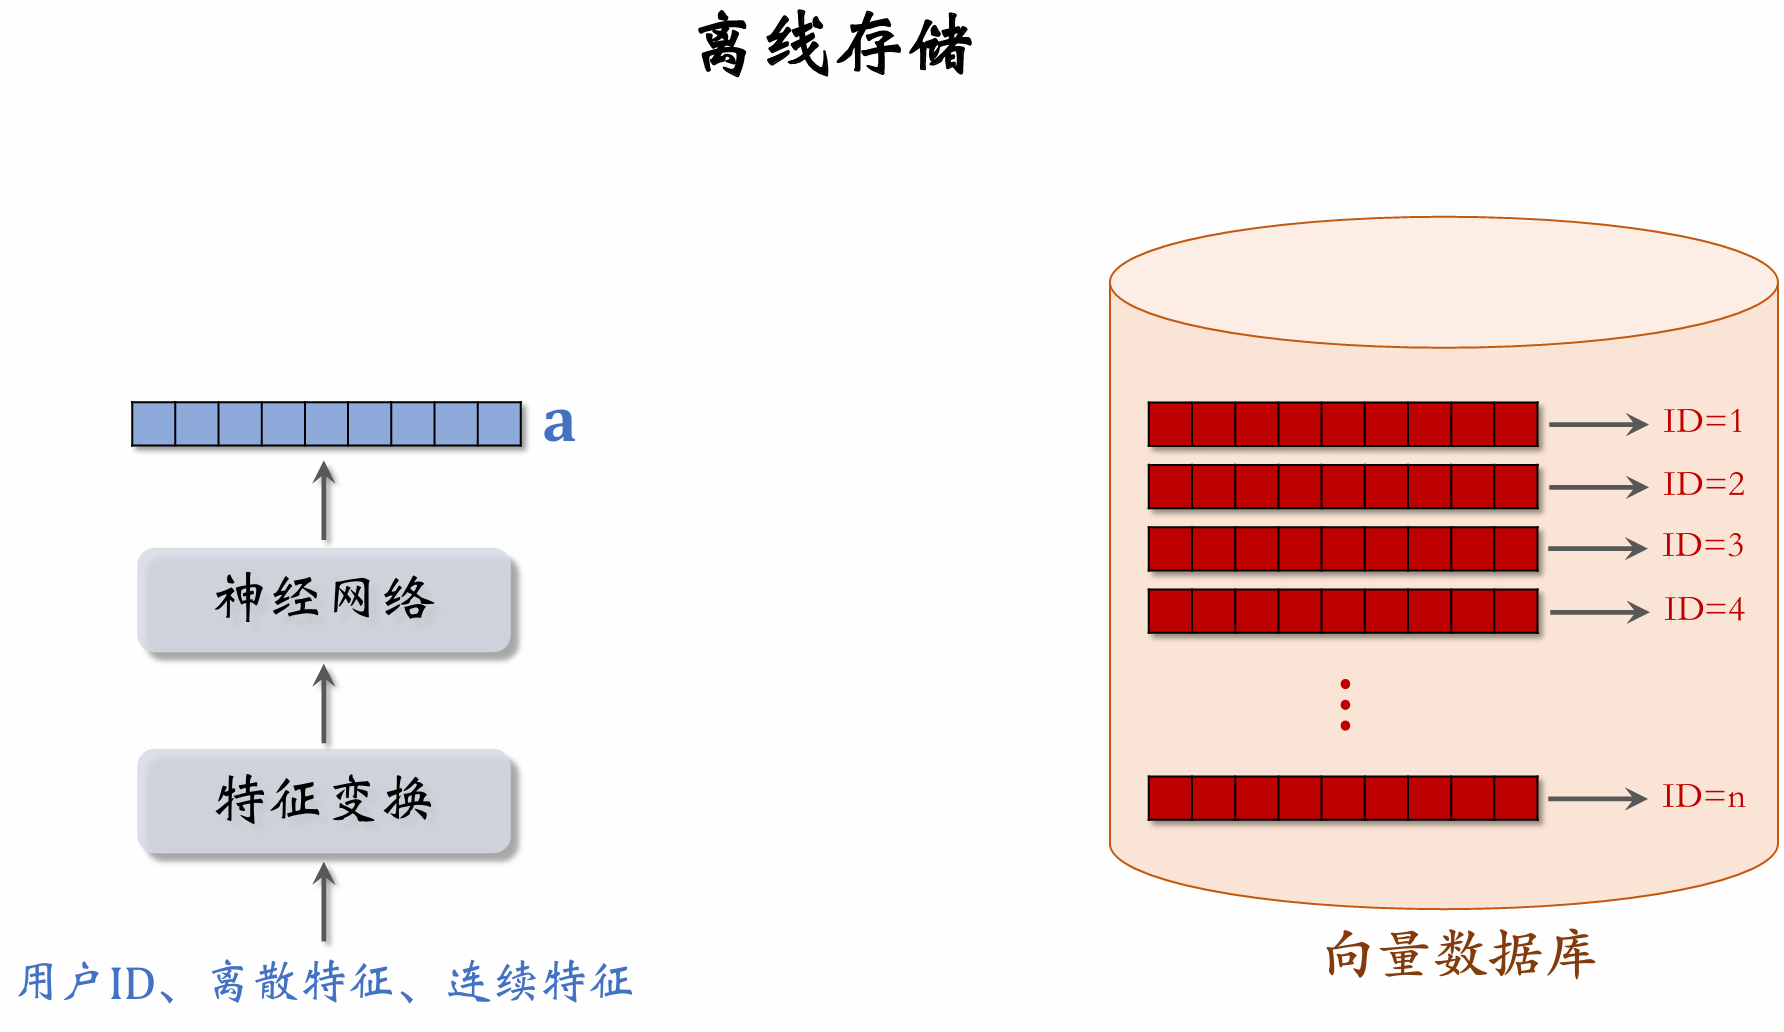 离线存储
a
神经网络
特征变换
用户ID、离散特征、连续特征
ID=1
ID=2
ID=3
ID=4
ID=n
向量数据库